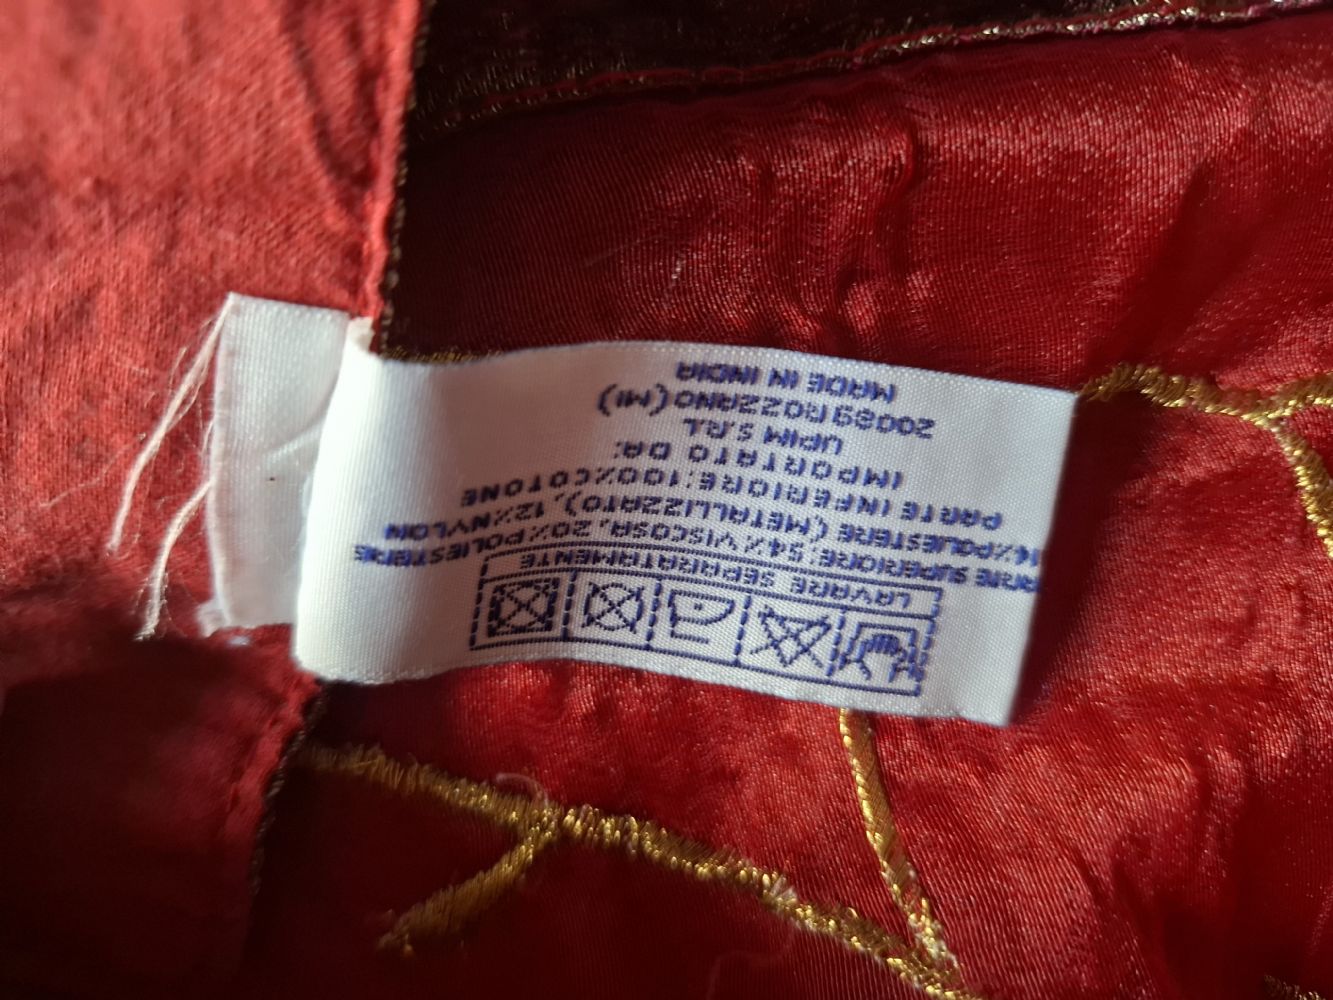 LAVARE SEPARATAMENTE
PARTE SUPERIORE: 54% VISCOSA, 20% POLIESTERE
14% POLIESTERE (METALLIZZATO), 12% NYLON
PARTE INFERIORE: 100% COTONE
IMPORTATO DA:
UPIM S.R.L
20089 ROZZANO (MI)
MADE IN INDIA